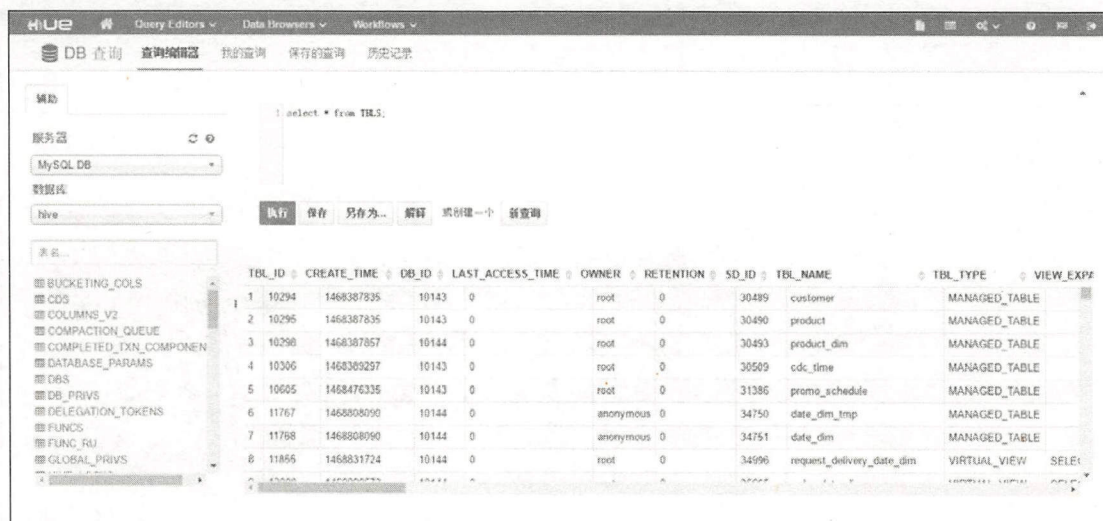 HUE Query Editors Data Browsers Workflows
DB 查询 查询编辑器 我的查询 保存的查询 历史记录
辅助
1 select * from TBLS;
服务器
MySQL DB
数据库
hive
执行 保存 另存为... 解释 或创建一个 新查询
表名...
BUCKETING_COLS
CDS
COLUMNS_V2
COMPACTION_QUEUE
COMPLETED_TXN_COMPONEN
DATABASE_PARAMS
DBS
DB_PRIVS
DELEGATION_TOKENS
FUNCS
FUNC_RU
GLOBAL_PRIVS
TBL_ID CREATE_TIME DB_ID LAST_ACCESS_TIME OWNER RETENTION SD_ID TBL_NAME TBL_TYPE VIEW_EXPA
1 10294 1468387835 10143 0 root 0 30489 customer MANAGED_TABLE
2 10295 1468387835 10143 0 root 0 30490 product MANAGED_TABLE
3 10298 1468387857 10144 0 root 0 30493 product_dim MANAGED_TABLE
4 10306 1468389297 10143 0 root 0 30509 cdc_time MANAGED_TABLE
5 10605 1468476335 10143 0 root 0 31386 promo_schedule MANAGED_TABLE
6 11767 1468808090 10144 0 anonymous 0 34750 date_dim_tmp MANAGED_TABLE
7 11768 1468808090 10144 0 anonymous 0 34751 date_dim MANAGED_TABLE
8 11866 1468831724 10144 0 root 0 34996 request_delivery_date_dim VIRTUAL_VIEW SELE